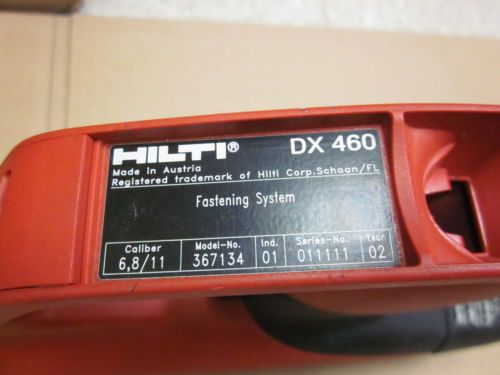 HILTI® DX 460
Made in Austria
Registered trademark of Hilti Corp.Schaan/FL
Fastening System
Caliber Model-No. Ind. Series-No. Year
6,8/11 367134 01 011111 02